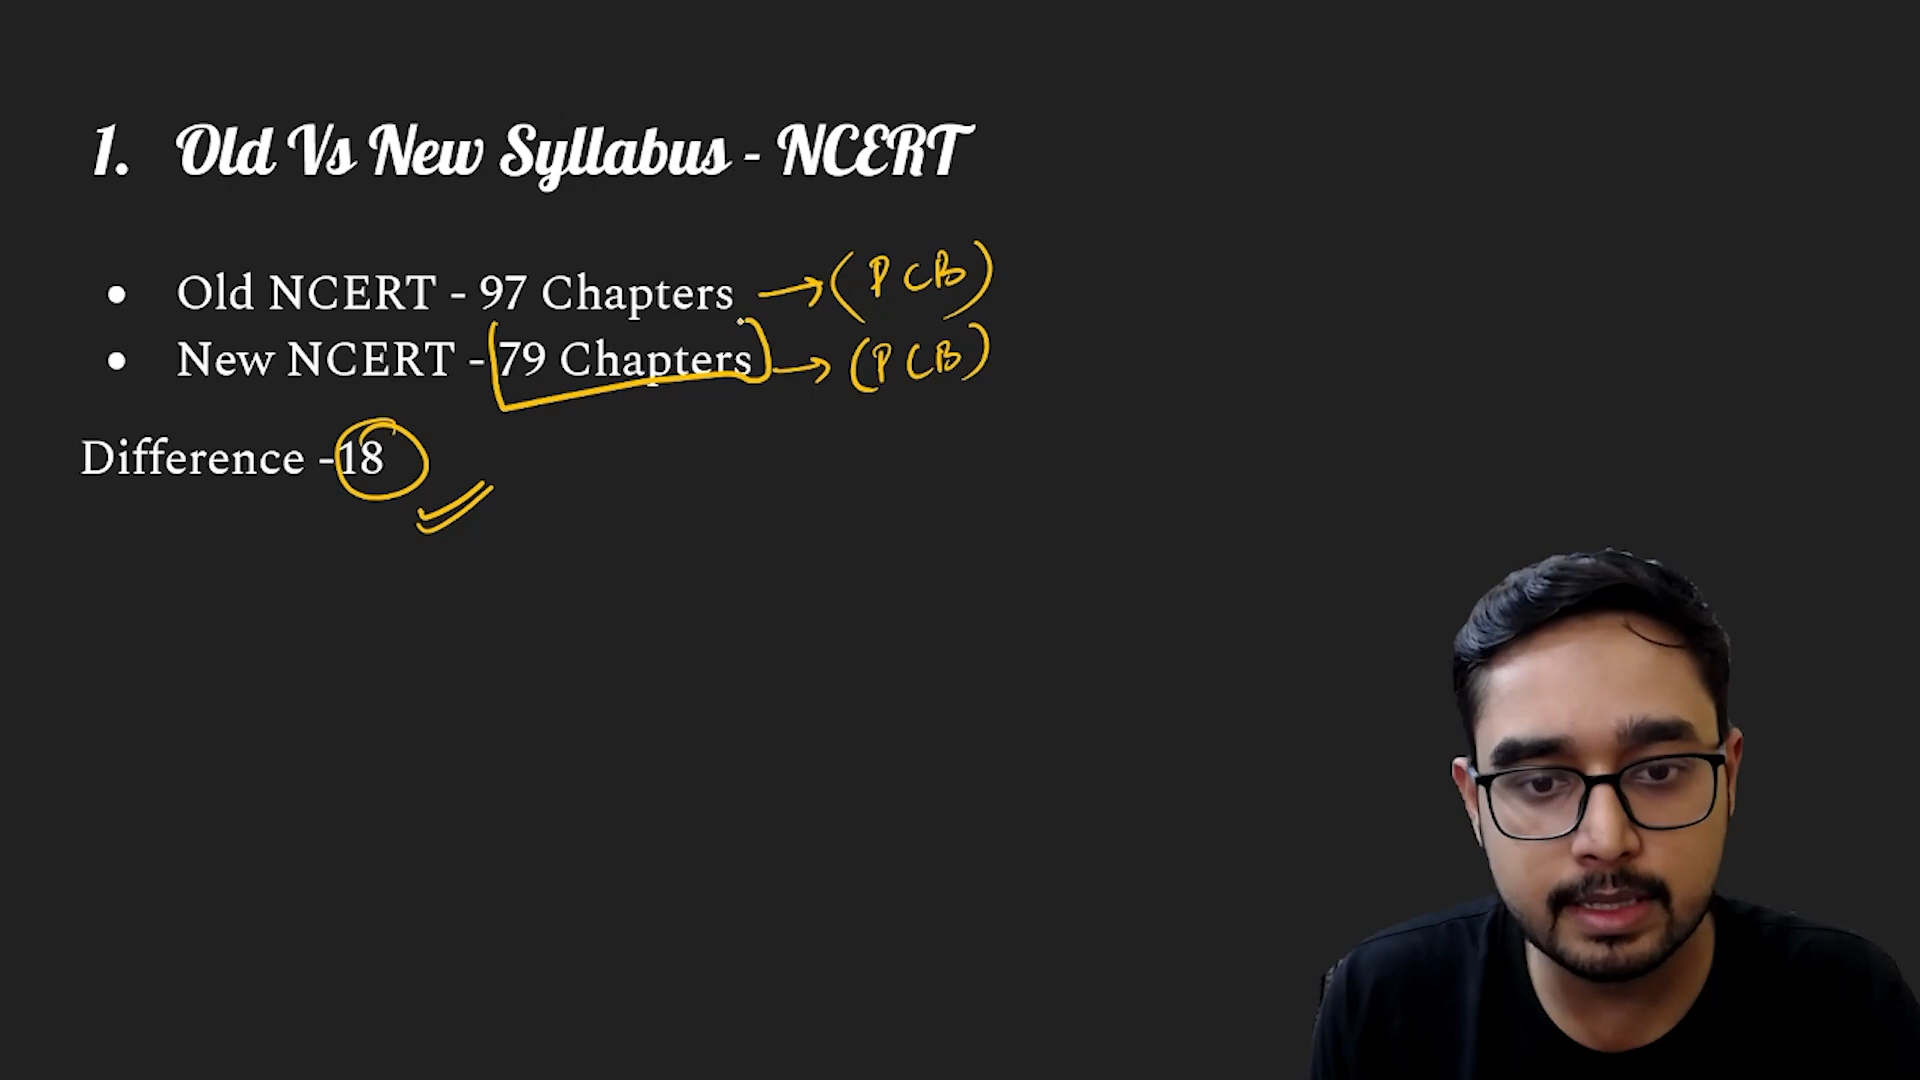 1. Old Vs New Syllabus - NCERT
• Old NCERT - 97 Chapters → (PCB)
• New NCERT - 79 Chapters → (PCB)
Difference -18